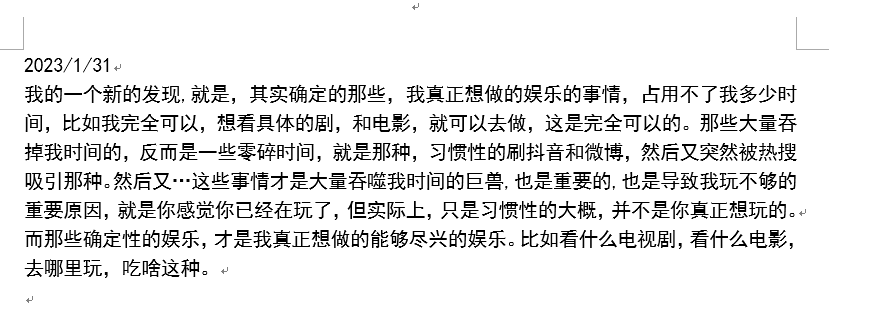 2023/1/31
我的一个新的发现,就是，其实确定的那些，我真正想做的娱乐的事情，占用不了我多少时
间，比如我完全可以，想看具体的剧，和电影，就可以去做，这是完全可以的。那些大量吞
掉我时间的，反而是一些零碎时间，就是那种，习惯性的刷抖音和微博，然后又突然被热搜
吸引那种。然后又…这些事情才是大量吞噬我时间的巨兽,也是重要的,也是导致我玩不够的
重要原因，就是你感觉你已经在玩了，但实际上，只是习惯性的大概，并不是你真正想玩的。
而那些确定性的娱乐，才是我真正想做的能够尽兴的娱乐。比如看什么电视剧，看什么电影，
去哪里玩，吃啥这种。